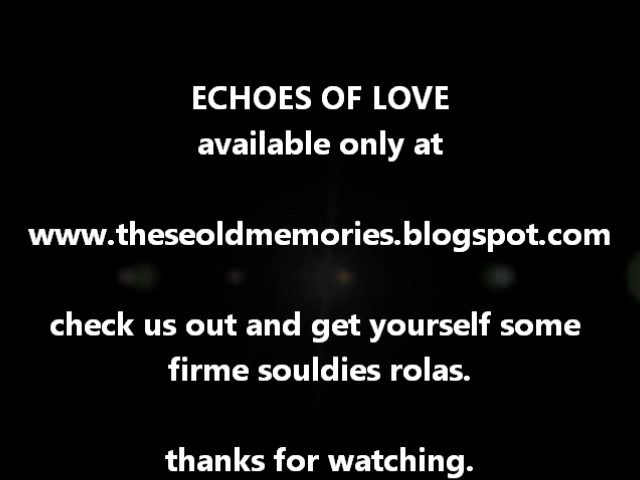 ECHOES OF LOVE
available only at
www.theseoldmemories.blogspot.com
check us out and get yourself some
firme souldies rolas.
thanks for watching.